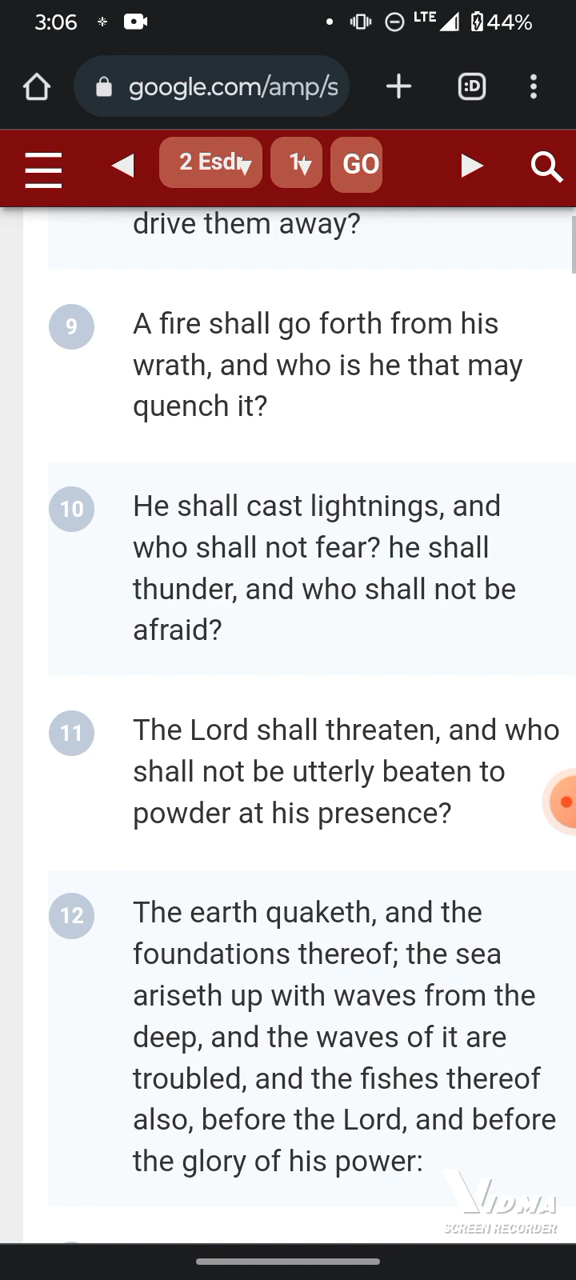 3:06 LTE 44%
google.com/amp/s :D
2 Esdr 1 GO
drive them away?
9 A fire shall go forth from his
wrath, and who is he that may
quench it?
10 He shall cast lightnings, and
who shall not fear? he shall
thunder, and who shall not be
afraid?
11 The Lord shall threaten, and who
shall not be utterly beaten to
powder at his presence?
12 The earth quaketh, and the
foundations thereof; the sea
ariseth up with waves from the
deep, and the waves of it are
troubled, and the fishes thereof
also, before the Lord, and before
the glory of his power:
VIDMA
SCREEN RECORDER